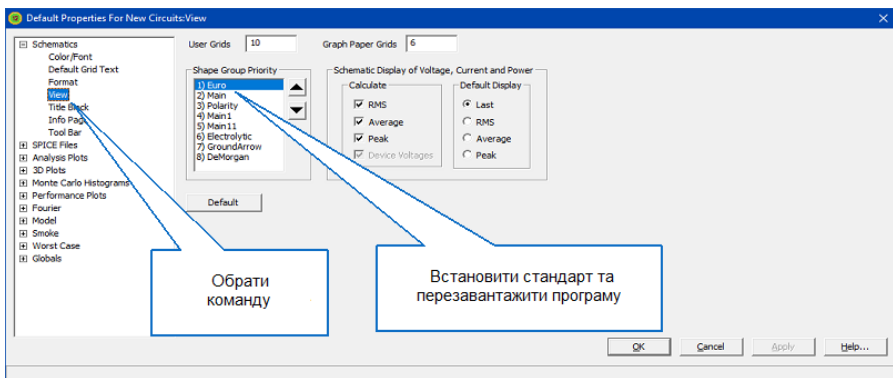 Default Properties For New Circuits:View
User Grids 10 Graph Paper Grids 6
Schematics
Color/Font
Default Grid Text
Format
View
Title Block
Info Page
Tool Bar
SPICE Files
Analysis Plots
3D Plots
Monte Carlo Histograms
Performance Plots
Fourier
Model
Smoke
Worst Case
Globals
Shape Group Priority
1) Euro
2) Main
3) Polarity
4) Main1
5) Main11
6) Electrolytic
7) GroundArrow
8) DeMorgan
Default
Schematic Display of Voltage, Current and Power
Calculate
RMS
Average
Peak
Device Voltages
Default Display
Last
RMS
Average
Peak
Обрати
команду
Встановити стандарт та
перезавантажити програму
OK Cancel Apply Help...